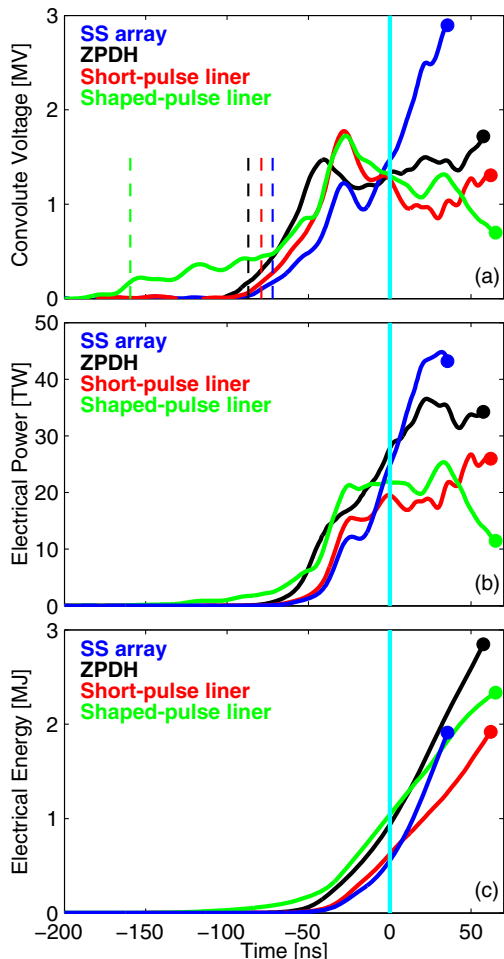 3
2
1
0
Convolute Voltage [MV]
SS array
ZPDH
Short-pulse liner
Shaped-pulse liner
(a)
50
40
30
20
10
0
Electrical Power [TW]
SS array
ZPDH
Short-pulse liner
Shaped-pulse liner
(b)
3
2
1
0
Electrical Energy [MJ]
SS array
ZPDH
Short-pulse liner
Shaped-pulse liner
(c)
−200 −150 −100 −50 0 50
Time [ns]